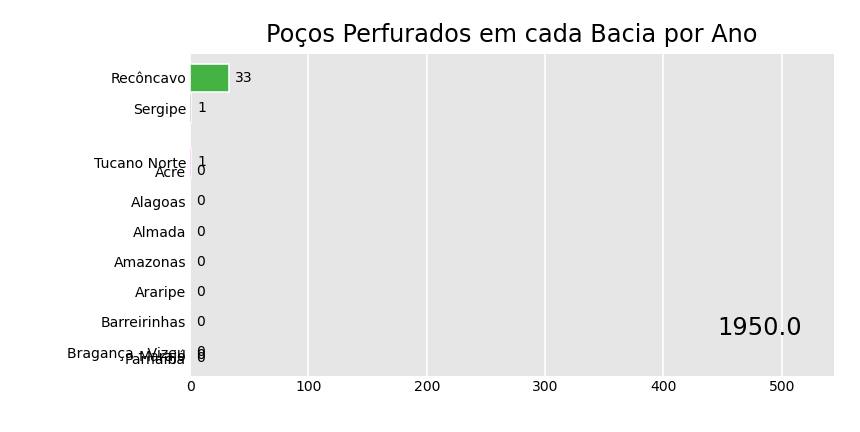 Poços Perfurados em cada Bacia por Ano
Recôncavo 33
Sergipe 1
Tucano Norte 1
Acre 0
Alagoas 0
Almada 0
Amazonas 0
Araripe 0
Barreirinhas 0
Bragança - Vizeu 0
Parnaíba 0
1950.0
0 100 200 300 400 500